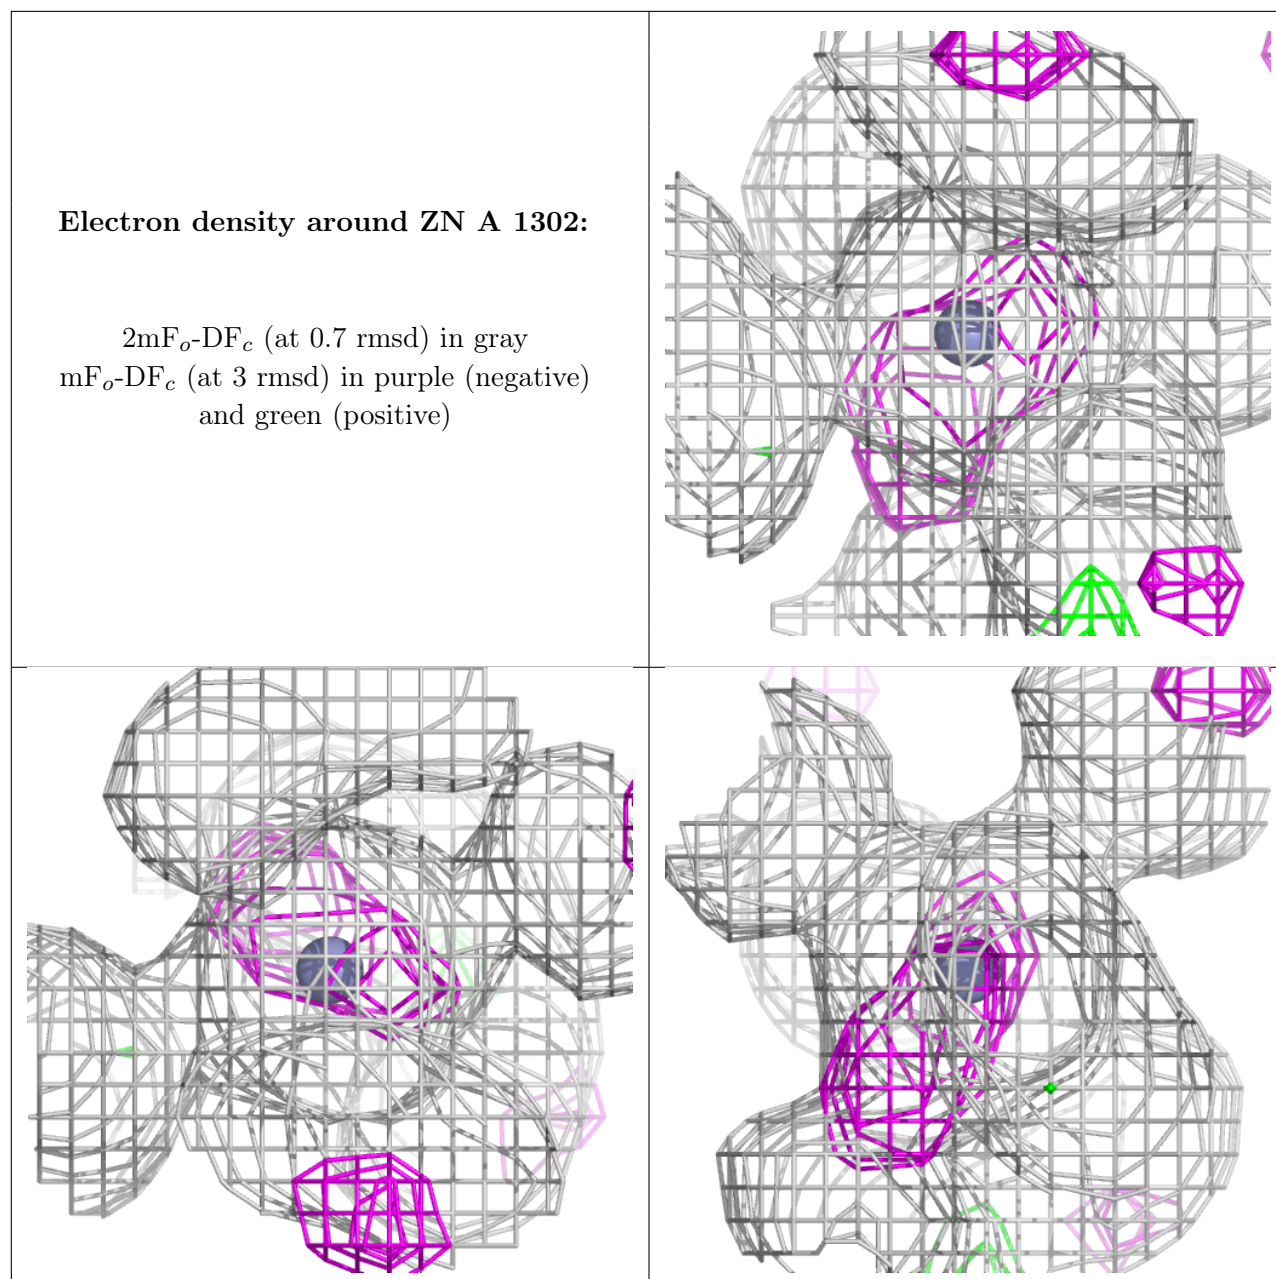 Electron density around ZN A 1302:
2mFo-DFc (at 0.7 rmsd) in gray
mFo-DFc (at 3 rmsd) in purple (negative)
and green (positive)